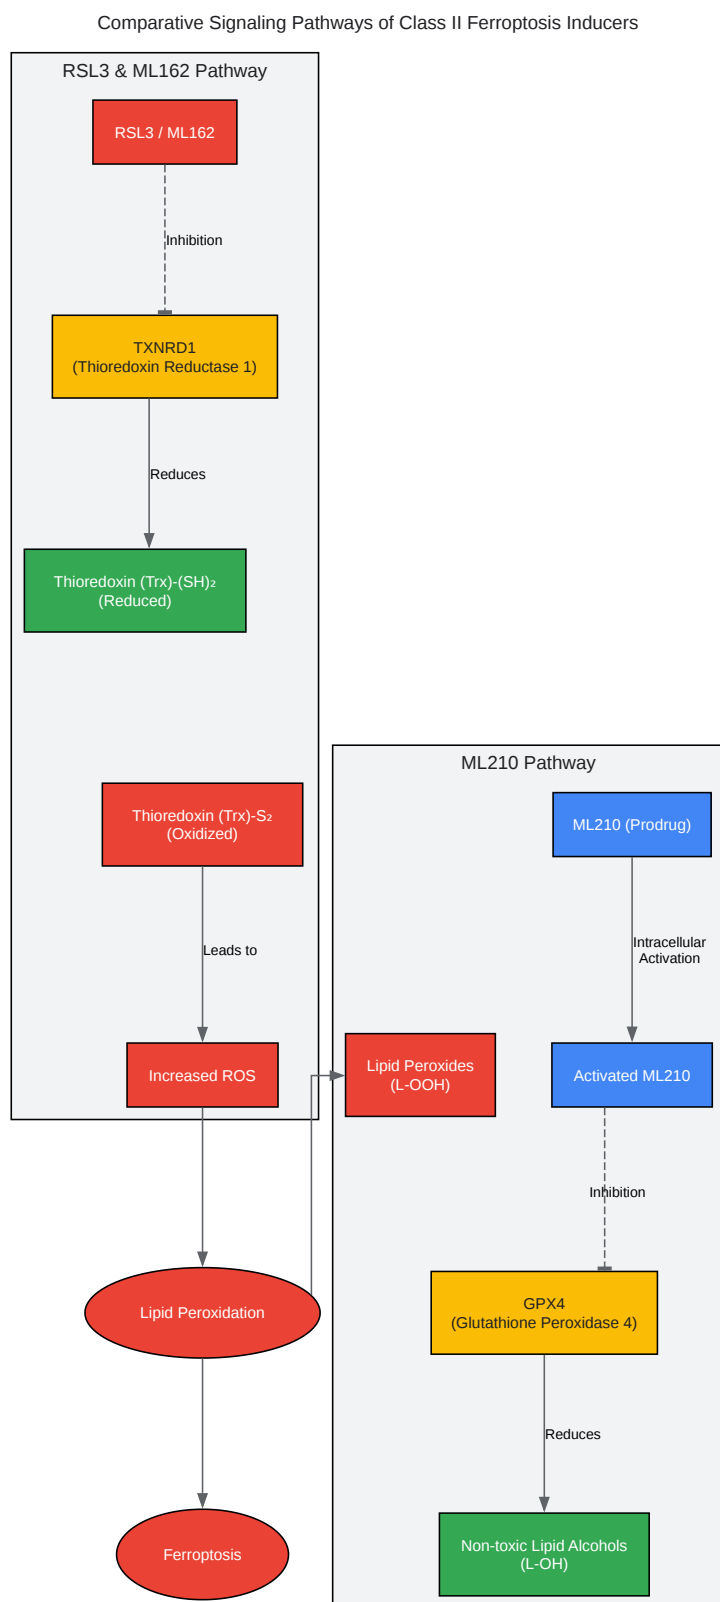 Comparative Signaling Pathways of Class II Ferroptosis Inducers
RSL3 & ML162 Pathway
RSL3 / ML162
Inhibition
TXNRD1
(Thioredoxin Reductase 1)
Reduces
Thioredoxin (Trx)-(SH)₂
(Reduced)
Thioredoxin (Trx)-S₂
(Oxidized)
Leads to
Increased ROS
Lipid Peroxidation
Ferroptosis
ML210 Pathway
ML210 (Prodrug)
Intracellular
Activation
Lipid Peroxides
(L-OOH)
Activated ML210
Inhibition
GPX4
(Glutathione Peroxidase 4)
Reduces
Non-toxic Lipid Alcohols
(L-OH)